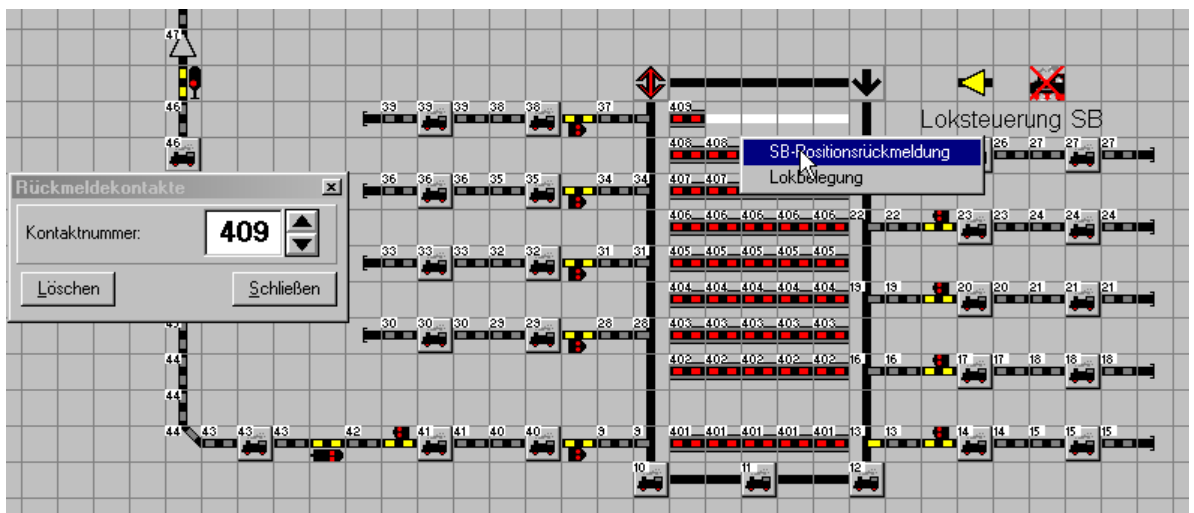 47
39 39 39 38 38 37 409
46 Loksteuerung SB
46 408 408 SB-Positionsrückmeldung 26 27 27
Rückmeldekontakte 36 36 36 35 35 34 34 407 407 Lokbelegung
Kontaktnummer: 409 406 406 406 406 406 22 22 23 23 24 24
33 33 33 32 32 31 31 405 405 405 405 405
Löschen Schließen 404 404 404 404 404 19 19 20 20 21 21
45 30 30 30 29 29 28 28 403 403 403 403 403
44 402 402 402 402 402 16 16 17 17 18 18
44
44 43 43 43 42 41 41 40 40 9 9 401 401 401 401 401 13 13 14 14 15 15
10 11 12